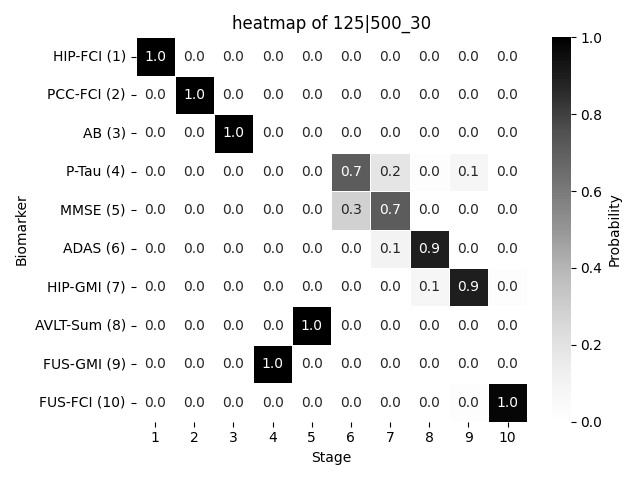 heatmap of 125|500_30
HIP-FCI (1) 1.0 0.0 0.0 0.0 0.0 0.0 0.0 0.0 0.0 0.0
PCC-FCI (2) 0.0 1.0 0.0 0.0 0.0 0.0 0.0 0.0 0.0 0.0
AB (3) 0.0 0.0 1.0 0.0 0.0 0.0 0.0 0.0 0.0 0.0
P-Tau (4) 0.0 0.0 0.0 0.0 0.0 0.7 0.2 0.0 0.1 0.0
MMSE (5) 0.0 0.0 0.0 0.0 0.0 0.3 0.7 0.0 0.0 0.0
ADAS (6) 0.0 0.0 0.0 0.0 0.0 0.0 0.1 0.9 0.0 0.0
HIP-GMI (7) 0.0 0.0 0.0 0.0 0.0 0.0 0.0 0.1 0.9 0.0
AVLT-Sum (8) 0.0 0.0 0.0 0.0 1.0 0.0 0.0 0.0 0.0 0.0
FUS-GMI (9) 0.0 0.0 0.0 1.0 0.0 0.0 0.0 0.0 0.0 0.0
FUS-FCI (10) 0.0 0.0 0.0 0.0 0.0 0.0 0.0 0.0 0.0 1.0
1 2 3 4 5 6 7 8 9 10
Stage
Biomarker
1.0
0.8
0.6
0.4
0.2
0.0
Probability